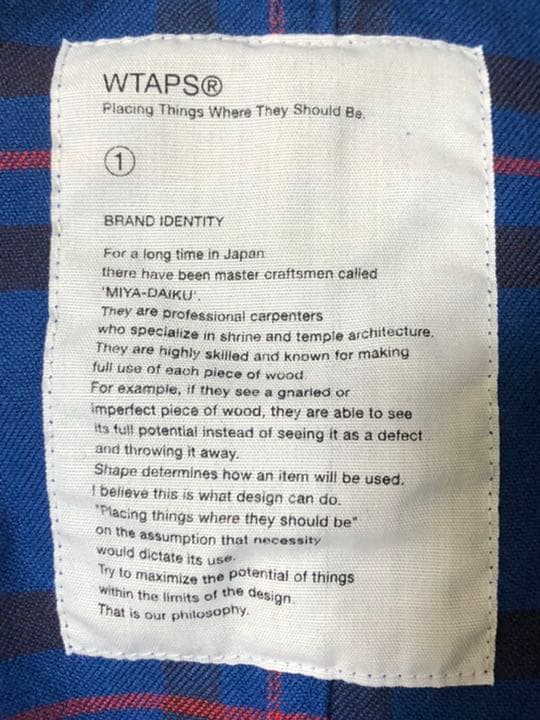 WTAPS®
Placing Things Where They Should Be.
①
BRAND IDENTITY
For a long time in Japan
there have been master craftsmen called
'MIYA-DAIKU'.
They are professional carpenters
who specialize in shrine and temple architecture.
They are highly skilled and known for making
full use of each piece of wood.
For example, if they see a gnarled or
imperfect piece of wood, they are able to see
its full potential instead of seeing it as a defect
and throwing it away.
Shape determines how an item will be used.
I believe this is what design can do.
"Placing things where they should be"
on the assumption that necessity
would dictate its use.
Try to maximize the potential of things
within the limits of the design.
That is our philosophy.